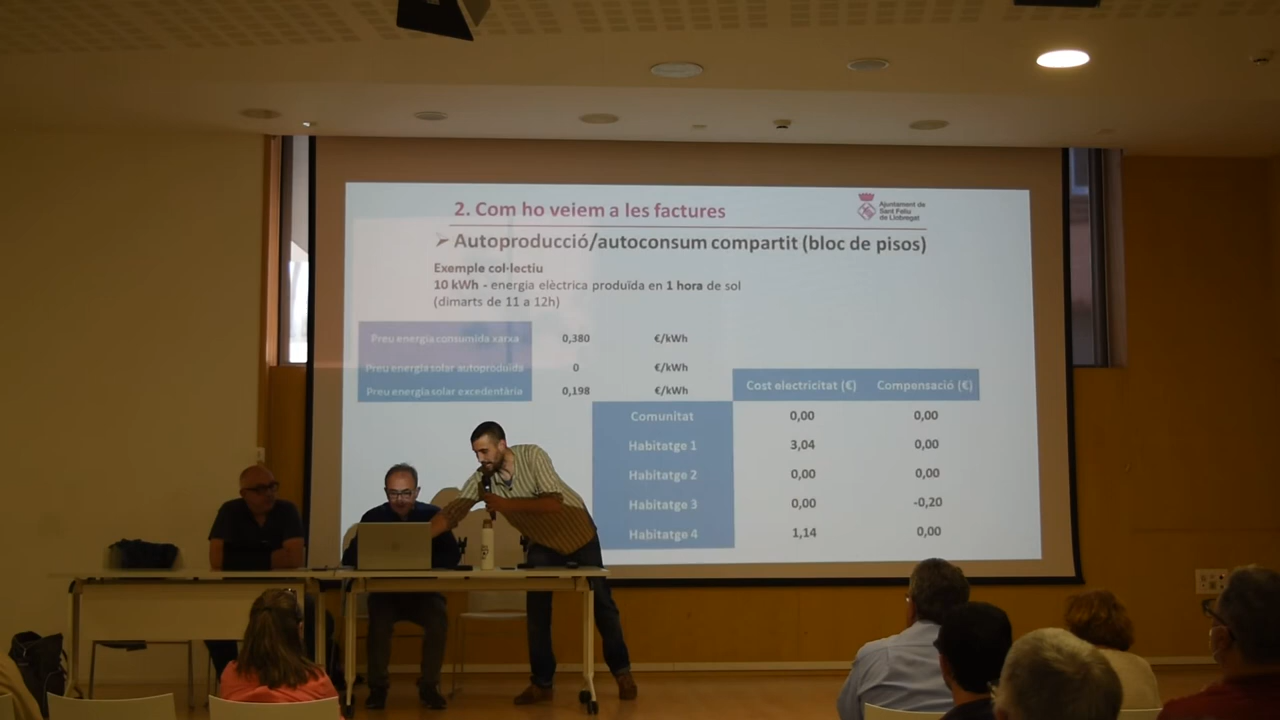 2. Com ho veiem a les factures
Ajuntament de
Sant Feliu
de Llobregat
➢ Autoproducció/autoconsum compartit (bloc de pisos)
Exemple col·lectiu
10 kWh - energia elèctrica produïda en 1 hora de sol
(dimarts de 11 a 12h)
Preu energia consumida xarxa 0,380 €/kWh
Preu energia solar autoproduïda 0 €/kWh
Preu energia solar excedentària 0,198 €/kWh
Cost electricitat (€) Compensació (€)
Comunitat 0,00 0,00
Habitatge 1 3,04 0,00
Habitatge 2 0,00 0,00
Habitatge 3 0,00 -0,20
Habitatge 4 1,14 0,00